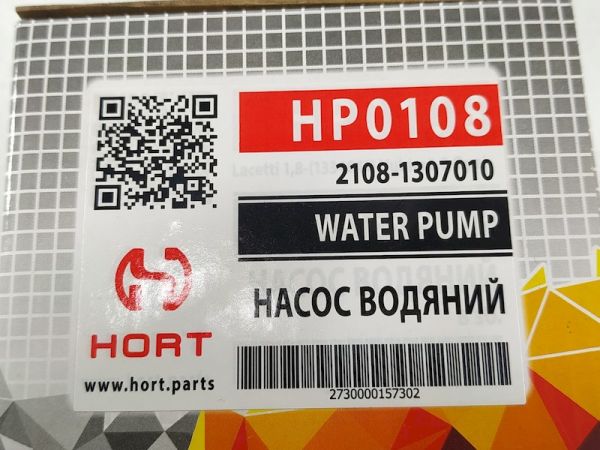 HP0108
2108-1307010
WATER PUMP
НАСОС ВОДЯНИЙ
HORT
www.hort.parts
2730000157302